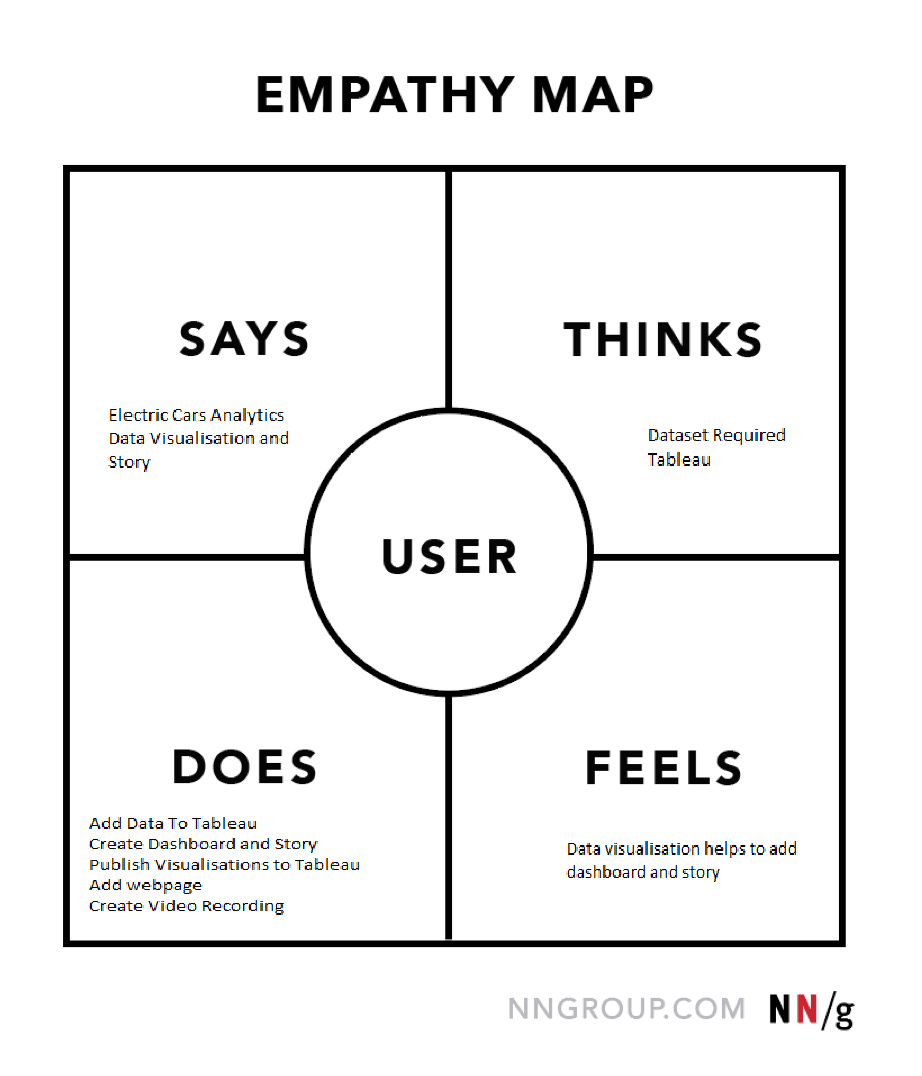 EMPATHY MAP
SAYS
Electric Cars Analytics
Data Visualisation and
Story
THINKS
Dataset Required
Tableau
USER
DOES
Add Data To Tableau
Create Dashboard and Story
Publish Visualisations to Tableau
Add webpage
Create Video Recording
FEELS
Data visualisation helps to add
dashboard and story
NNGROUP.COM NN/g